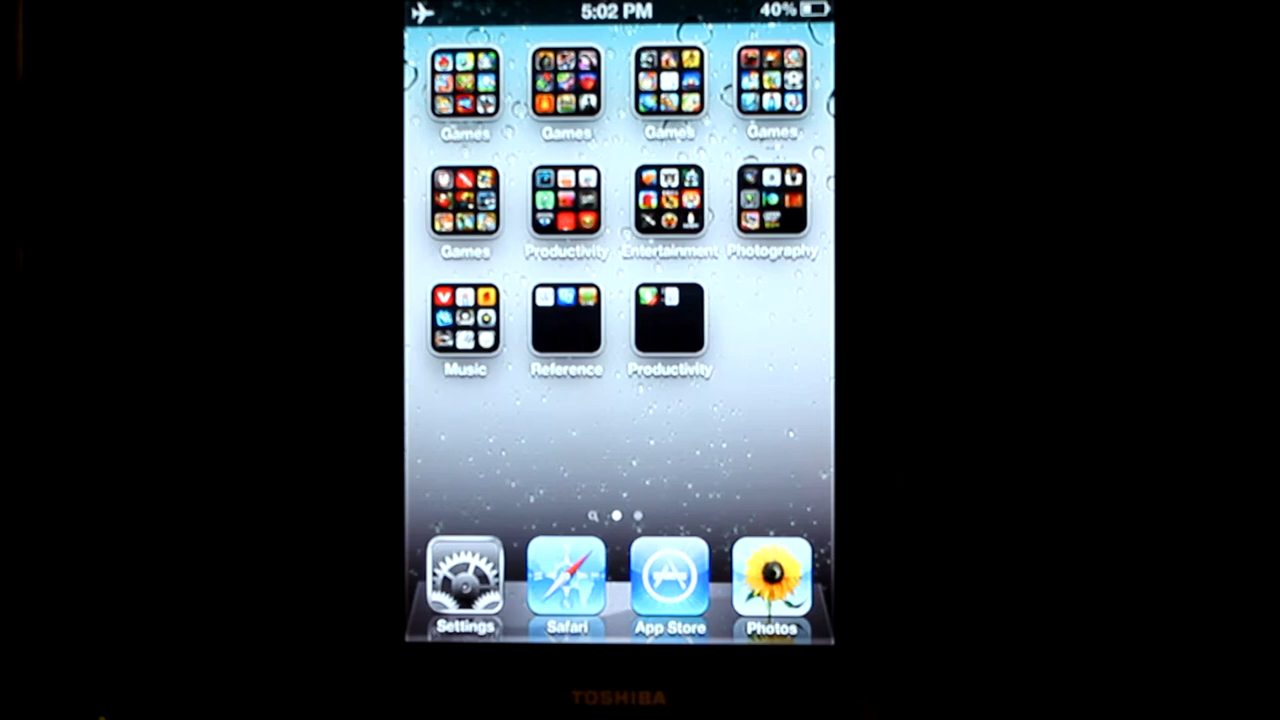 5:02 PM 40%
Games Games Games Games
Games Productivity Entertainment Photography
Music Reference Productivity
Settings Safari App Store Photos
TOSHIBA